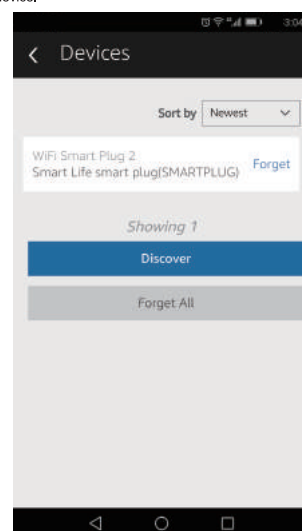 device.
3:04
Devices
Sort by Newest
WiFi Smart Plug 2
Smart Life smart plug(SMARTPLUG)
Forget
Showing 1
Discover
Forget All